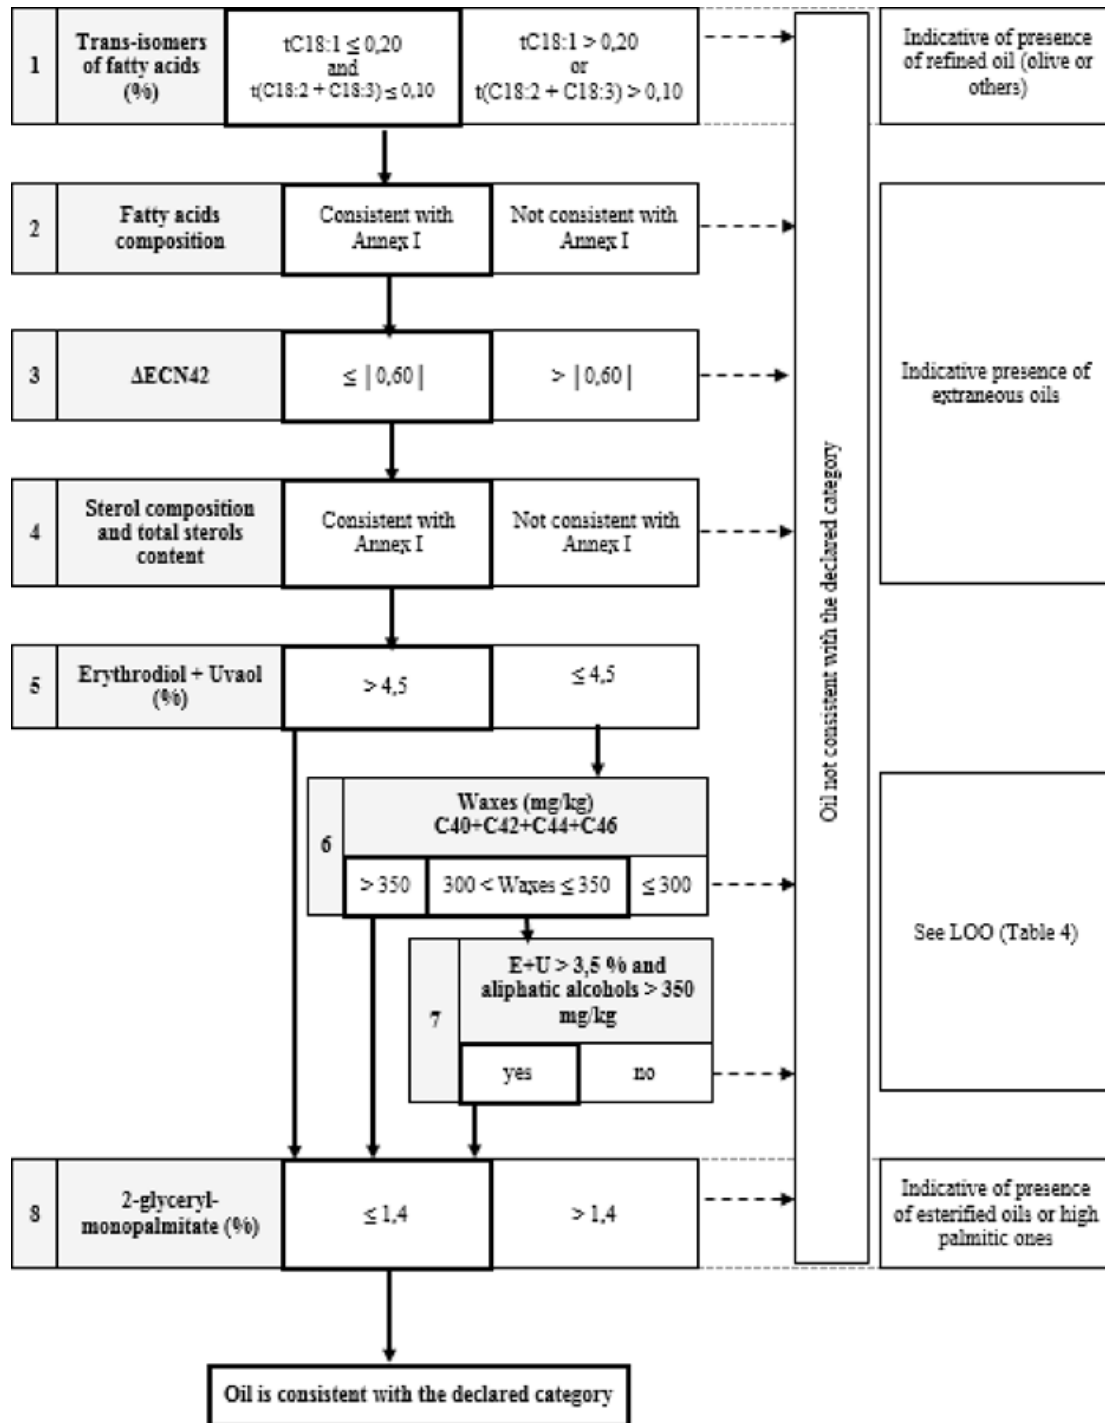 1
Trans-isomers
of fatty acids
(%)
tC18:1 ≤ 0,20
and
t(C18:2 + C18:3) ≤ 0,10
tC18:1 > 0,20
or
t(C18:2 + C18:3) > 0,10
Indicative of presence
of refined oil (olive or
others)
2
Fatty acids
composition
Consistent with
Annex I
Not consistent with
Annex I
3
ΔECN42
≤ | 0,60 |
> | 0,60 |
Indicative presence of
extraneous oils
4
Sterol composition
and total sterols
content
Consistent with
Annex I
Not consistent with
Annex I
5
Erythrodiol + Uvaol
(%)
> 4,5
≤ 4,5
Oil not consistent with the declared category
6
Waxes (mg/kg)
C40+C42+C44+C46
> 350
300 < Waxes ≤ 350
≤ 300
See LOO (Table 4)
7
E+U > 3,5 % and
aliphatic alcohols > 350
mg/kg
yes
no
8
2-glyceryl-
monopalmitate (%)
≤ 1,4
> 1,4
Indicative of presence
of esterified oils or high
palmitic ones
Oil is consistent with the declared category